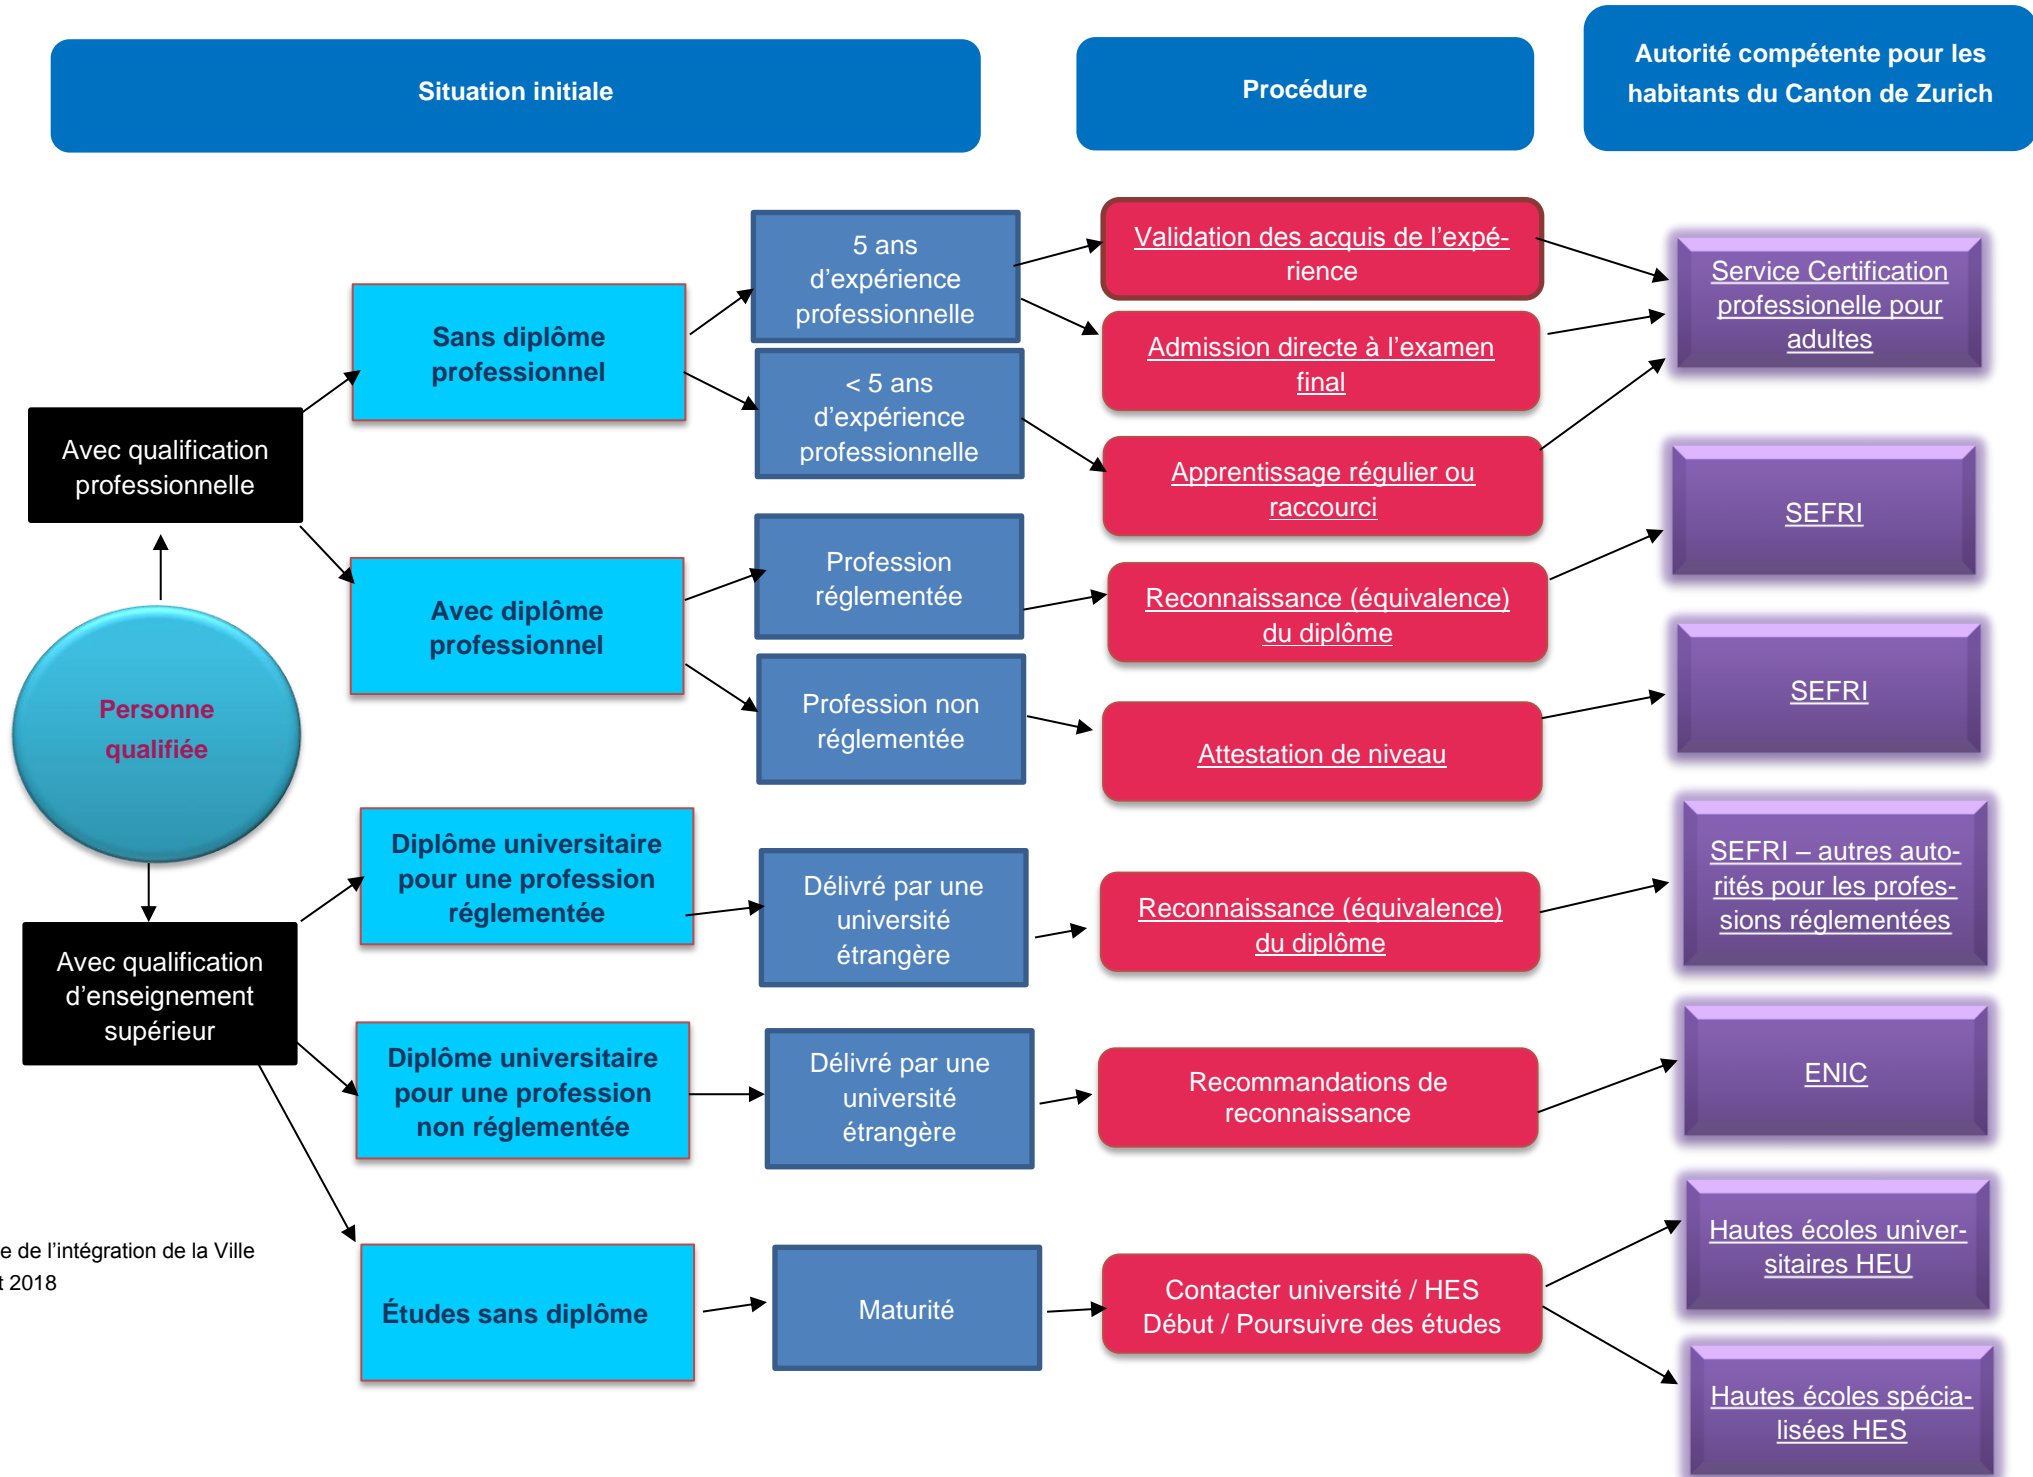 Situation initiale
Procédure
Autorité compétente pour les
habitants du Canton de Zurich
Personne
qualifiée
Avec qualification
professionnelle
Sans diplôme
professionnel
5 ans
d’expérience
professionnelle
Validation des acquis de l’expé-
rience
Admission directe à l’examen
final
Service Certification
professionelle pour
adultes
< 5 ans
d’expérience
professionnelle
Apprentissage régulier ou
raccourci
Avec diplôme
professionnel
Profession
réglementée
Reconnaissance (équivalence)
du diplôme
SEFRI
Profession non
réglementée
Attestation de niveau
SEFRI
Avec qualification
d’enseignement
supérieur
Diplôme universitaire
pour une profession
réglementée
Délivré par une
université
étrangère
Reconnaissance (équivalence)
du diplôme
SEFRI – autres auto-
rités pour les profes-
sions réglementées
Diplôme universitaire
pour une profession
non réglementée
Délivré par une
université
étrangère
Recommandations de
reconnaissance
ENIC
Études sans diplôme
Maturité
Contacter université / HES
Début / Poursuivre des études
Hautes écoles univer-
sitaires HEU
Hautes écoles spécia-
lisées HES
e de l’intégration de la Ville
t 2018